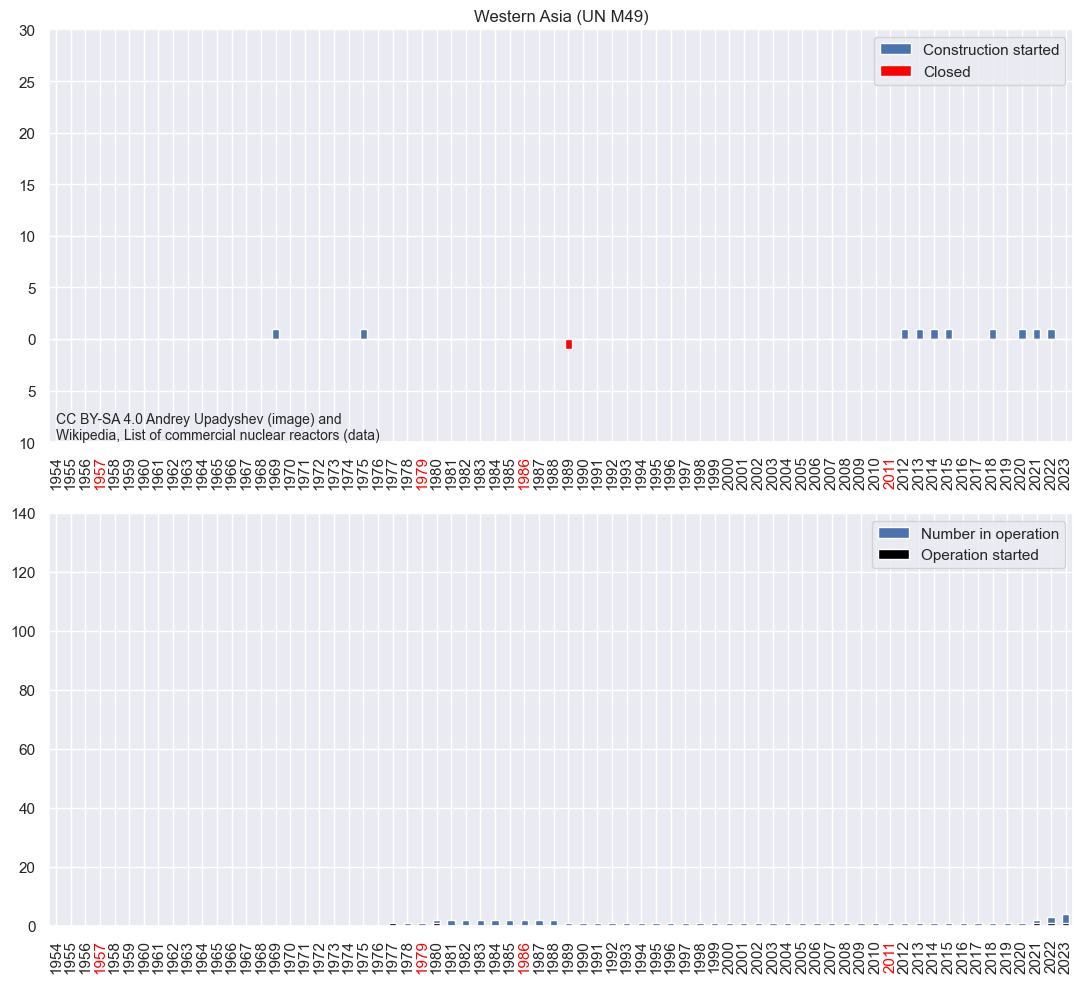 Western Asia (UN M49)
30
25
20
15
10
5
0
5
10
Construction started
Closed
CC BY-SA 4.0 Andrey Upadyshev (image) and
Wikipedia, List of commercial nuclear reactors (data)
1954 1955 1956 1957 1958 1959 1960 1961 1962 1963 1964 1965 1966 1967 1968 1969 1970 1971 1972 1973 1974 1975 1976 1977 1978 1979 1980 1981 1982 1983 1984 1985 1986 1987 1988 1989 1990 1991 1992 1993 1994 1995 1996 1997 1998 1999 2000 2001 2002 2003 2004 2005 2006 2007 2008 2009 2010 2011 2012 2013 2014 2015 2016 2017 2018 2019 2020 2021 2022 2023
140
120
100
80
60
40
20
0
Number in operation
Operation started
1954 1955 1956 1957 1958 1959 1960 1961 1962 1963 1964 1965 1966 1967 1968 1969 1970 1971 1972 1973 1974 1975 1976 1977 1978 1979 1980 1981 1982 1983 1984 1985 1986 1987 1988 1989 1990 1991 1992 1993 1994 1995 1996 1997 1998 1999 2000 2001 2002 2003 2004 2005 2006 2007 2008 2009 2010 2011 2012 2013 2014 2015 2016 2017 2018 2019 2020 2021 2022 2023